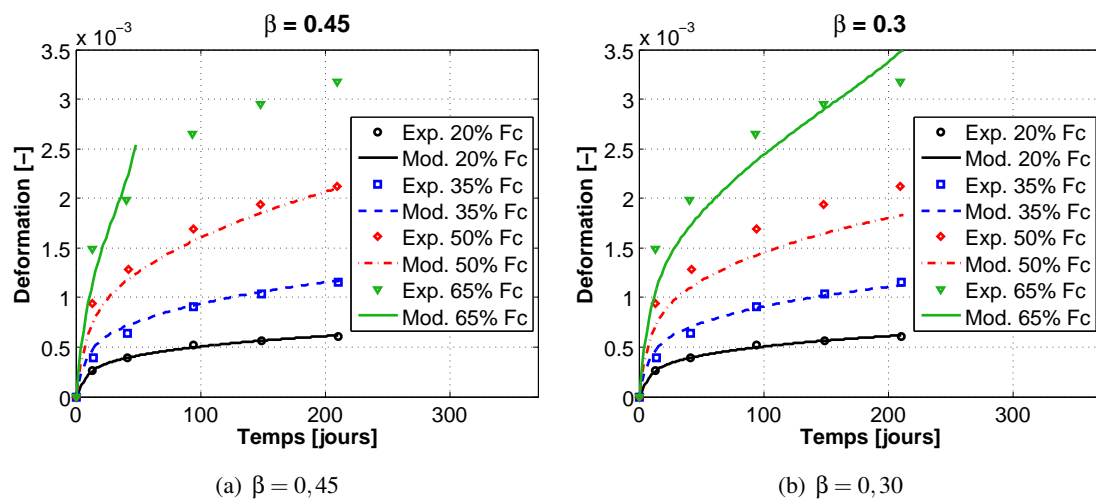 β = 0.45
x 10⁻³
3.5
3
2.5
2
1.5
1
0.5
0
Deformation [−]
0
100
200
300
Temps [jours]
Exp. 20% Fc
Mod. 20% Fc
Exp. 35% Fc
Mod. 35% Fc
Exp. 50% Fc
Mod. 50% Fc
Exp. 65% Fc
Mod. 65% Fc
(a) β = 0,45
β = 0.3
x 10⁻³
3.5
3
2.5
2
1.5
1
0.5
0
Deformation [−]
0
100
200
300
Temps [jours]
Exp. 20% Fc
Mod. 20% Fc
Exp. 35% Fc
Mod. 35% Fc
Exp. 50% Fc
Mod. 50% Fc
Exp. 65% Fc
Mod. 65% Fc
(b) β = 0,30